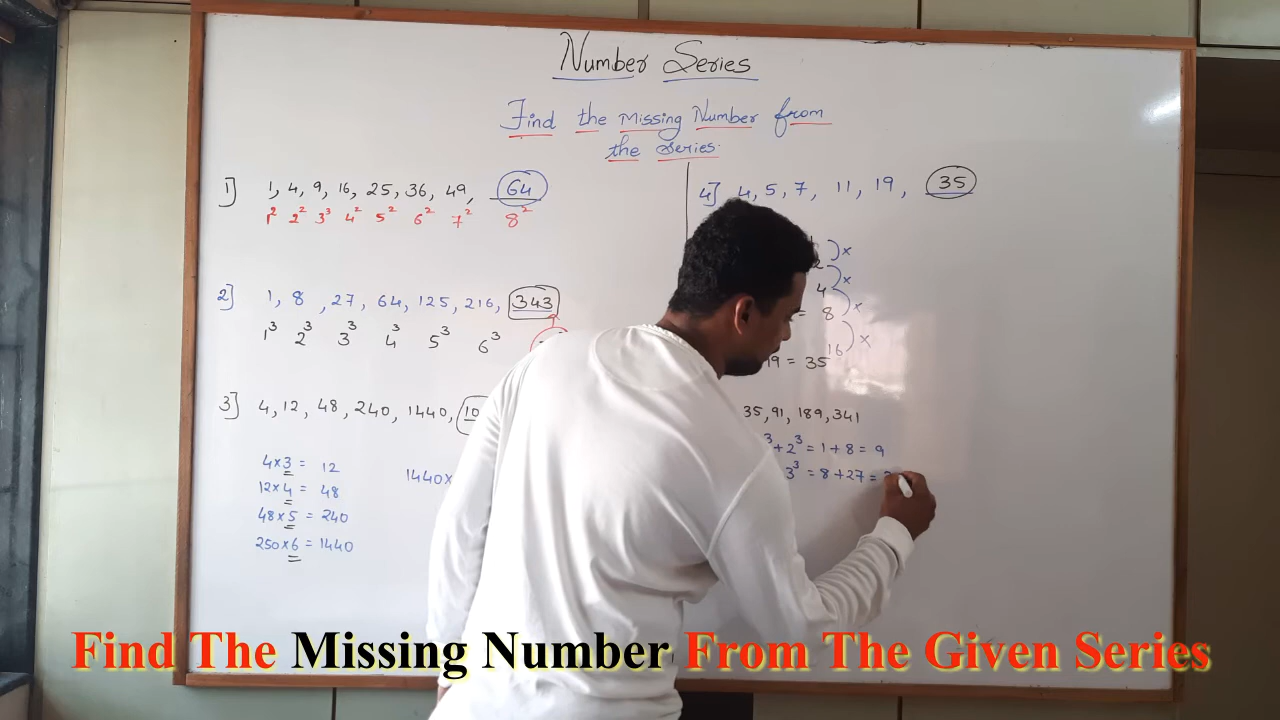 Number Series
Find the Missing Number from
the Series.
1] 1, 4, 9, 16, 25, 36, 49, 64
1² 2² 3³ 4² 5² 6² 7² 8²
2] 1, 8, 27, 64, 125, 216, 343
1³ 2³ 3³ 4³ 5³ 6³
3] 4, 12, 48, 240, 1440, 10
4×3 = 12
12×4 = 48
48×5 = 240
250×6 = 1440
1440×
4] 4, 5, 7, 11, 19, 35
2 ) ×
4 ) ×
= 8 ) ×
16 ) ×
19 = 35
35, 91, 189, 341
³ + 2³ = 1 + 8 = 9
3³ = 8 + 27 =
Find The Missing Number From The Given Series